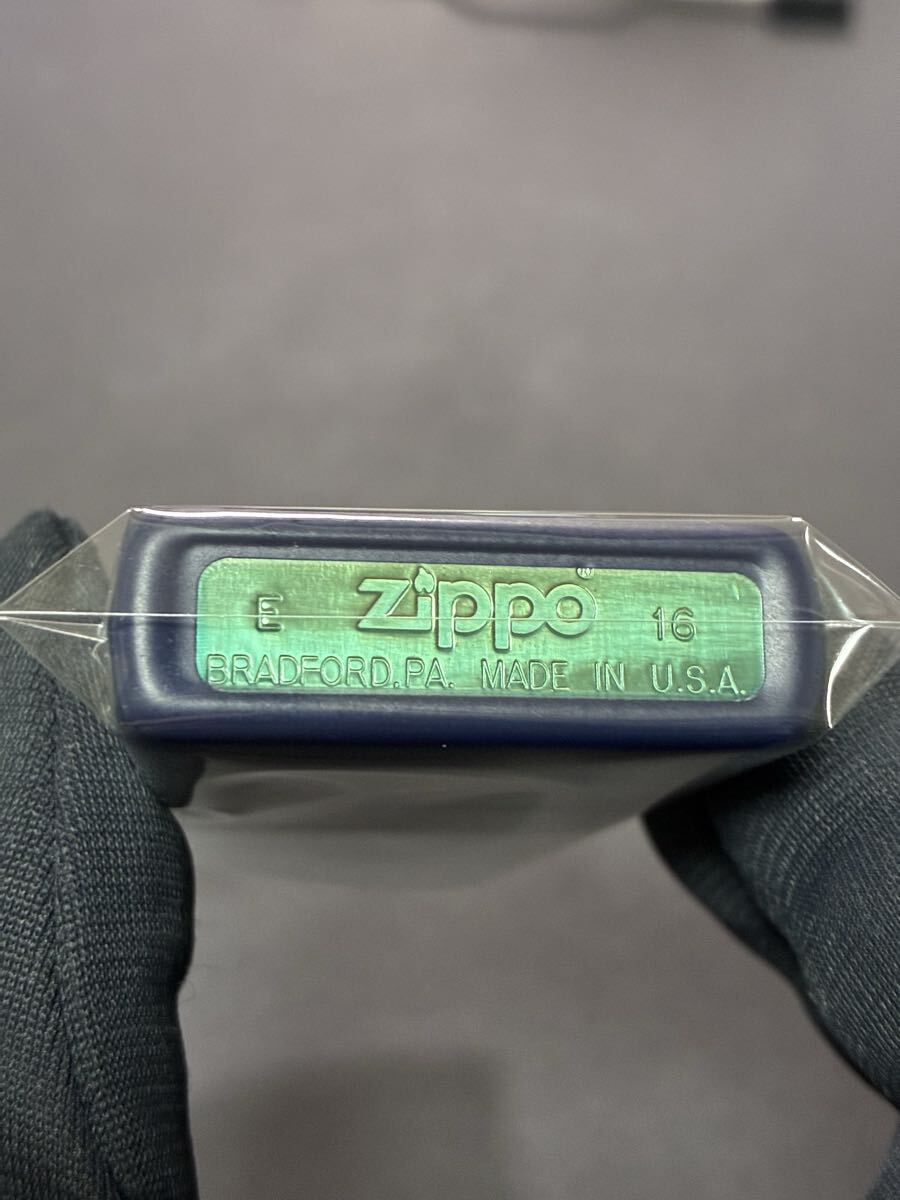 E Zippo® 16
BRADFORD,PA. MADE IN U.S.A.